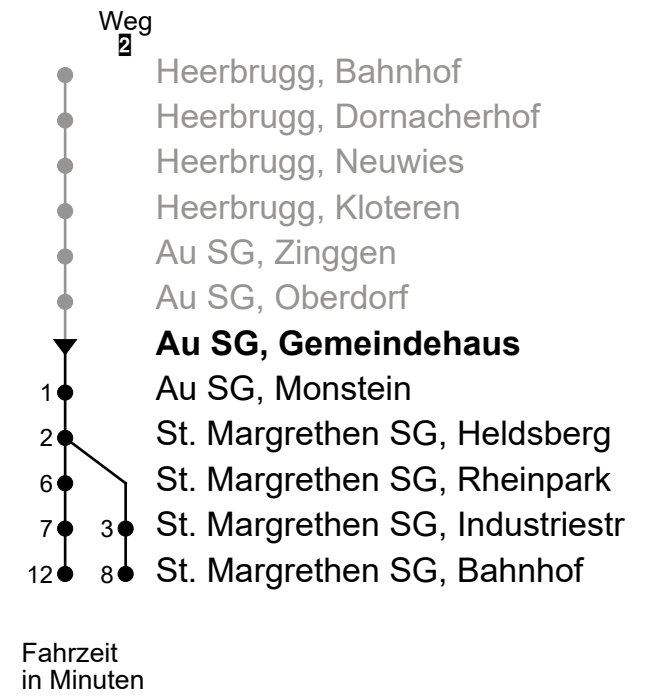 Weg
2
Heerbrugg, Bahnhof
Heerbrugg, Dornacherhof
Heerbrugg, Neuwies
Heerbrugg, Kloteren
Au SG, Zinggen
Au SG, Oberdorf
Au SG, Gemeindehaus
1 Au SG, Monstein
2 St. Margrethen SG, Heldsberg
6 St. Margrethen SG, Rheinpark
7 3 St. Margrethen SG, Industriestr
12 8 St. Margrethen SG, Bahnhof
Fahrzeit
in Minuten